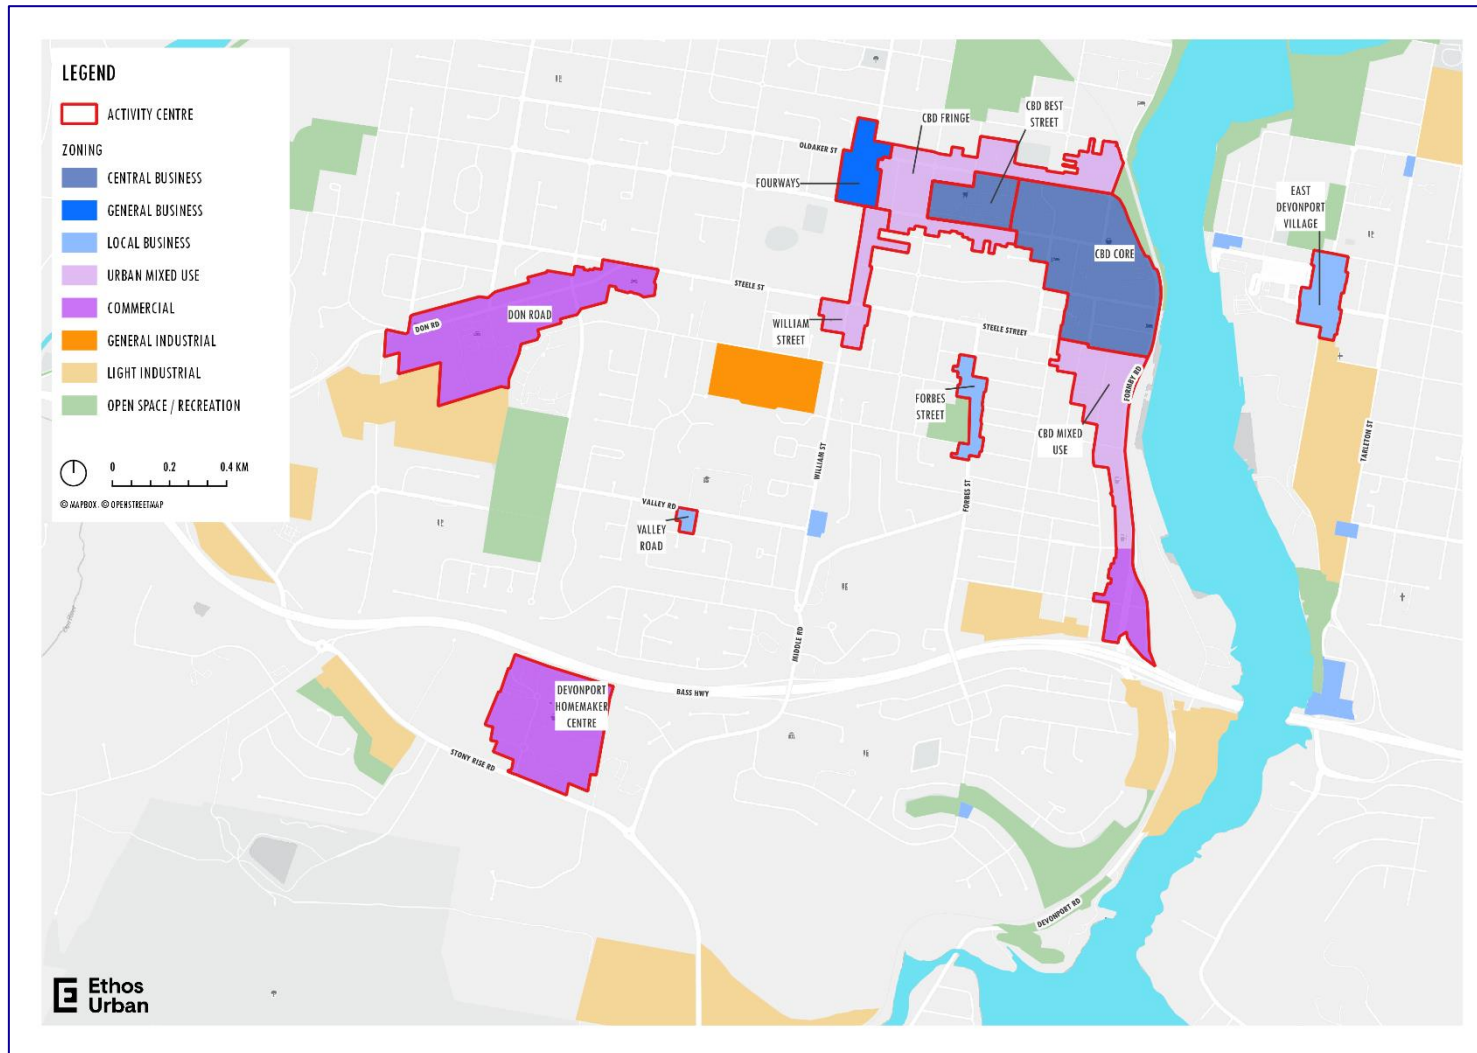 LEGEND
ACTIVITY CENTRE
ZONING
CENTRAL BUSINESS
GENERAL BUSINESS
LOCAL BUSINESS
URBAN MIXED USE
COMMERCIAL
GENERAL INDUSTRIAL
LIGHT INDUSTRIAL
OPEN SPACE / RECREATION
0 0.2 0.4 KM
© MAPBOX. © OPENSTREETMAP
OLDAKER ST
FOURWAYS
CBD FRINGE
CBD BEST
STREET
CBD CORE
EAST
DEVONPORT
VILLAGE
DON ROAD
DON RD
STEELE ST
WILLIAM
STREET
STEELE STREET
FORBES
STREET
CBD MIXED
USE
FORMBY RD
TARLETON ST
WILLIAM ST
FORBES ST
VALLEY RD
VALLEY
ROAD
MIDDLE RD
BASS HWY
DEVONPORT
HOMEMAKER
CENTRE
STONY RISE RD
DEVONPORT RD
Ethos
Urban